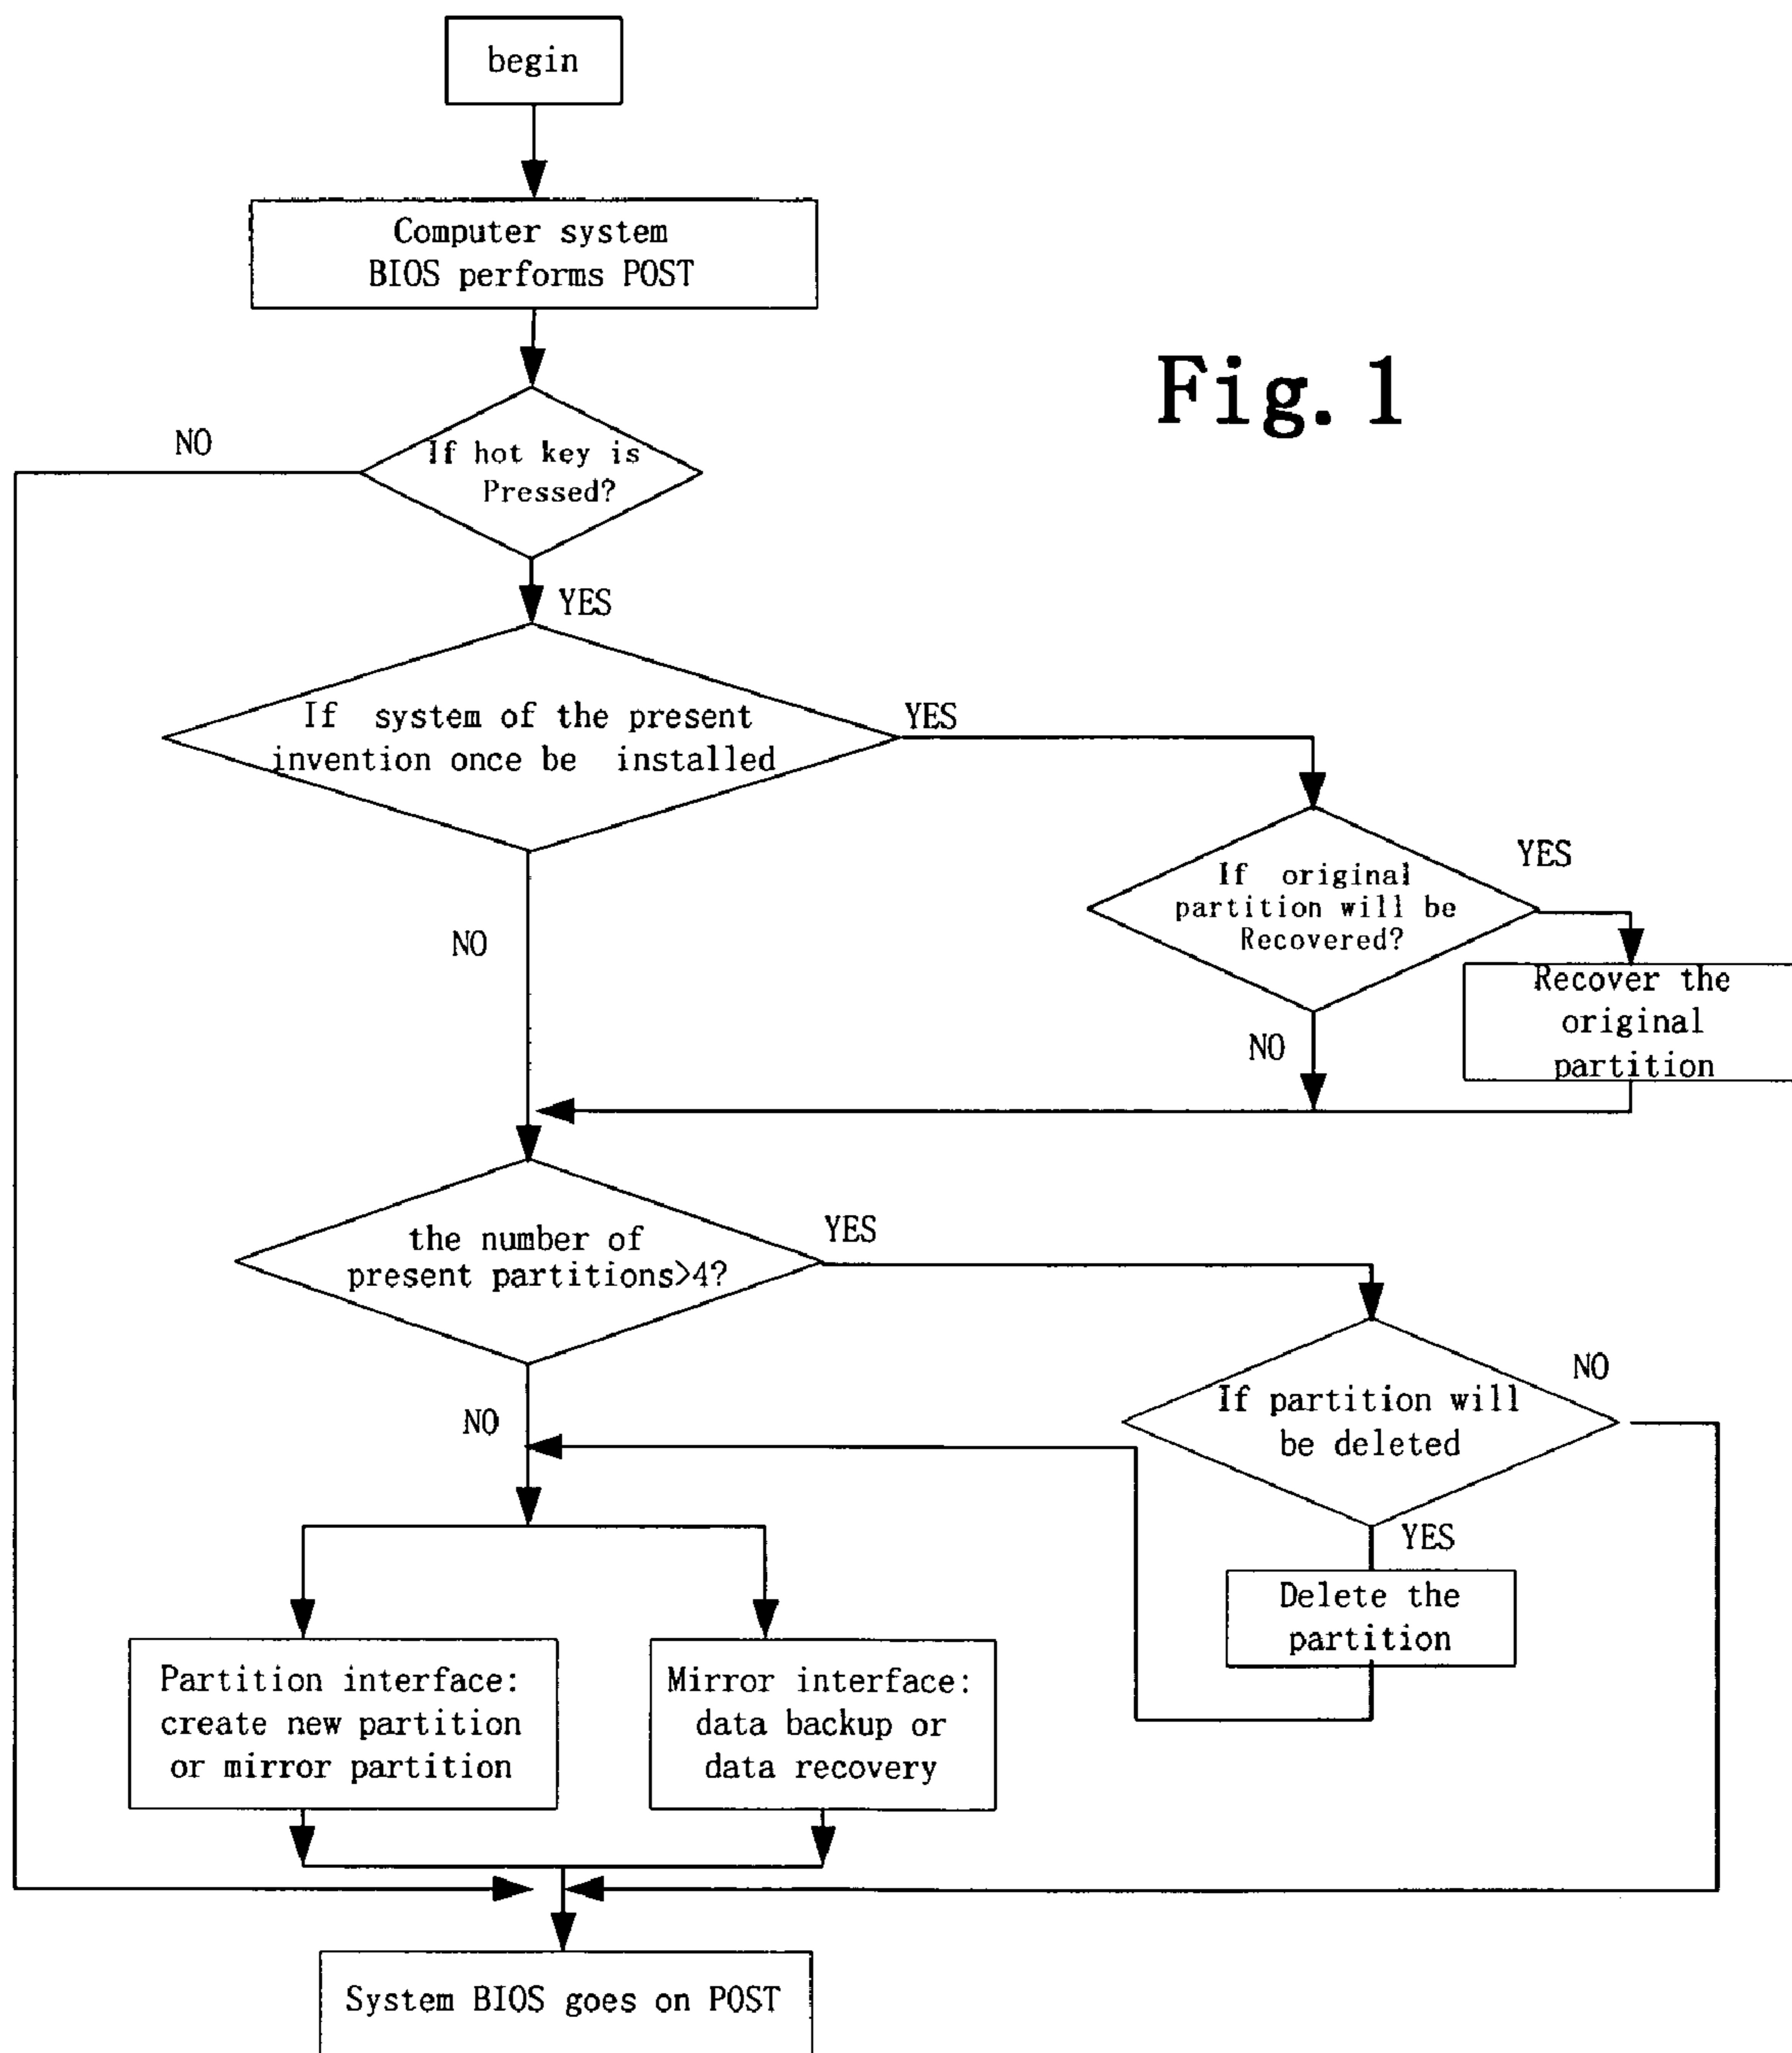 begin
Computer system
BIOS performs POST
Fig. 1
NO
If hot key is
Pressed?
YES
If system of the present
invention once be installed
YES
If original
partition will be
Recovered?
YES
NO
Recover the
original
partition
NO
the number of
present partitions>4?
YES
If partition will
be deleted
NO
NO
YES
Delete the
partition
Partition interface:
create new partition
or mirror partition
Mirror interface:
data backup or
data recovery
System BIOS goes on POST